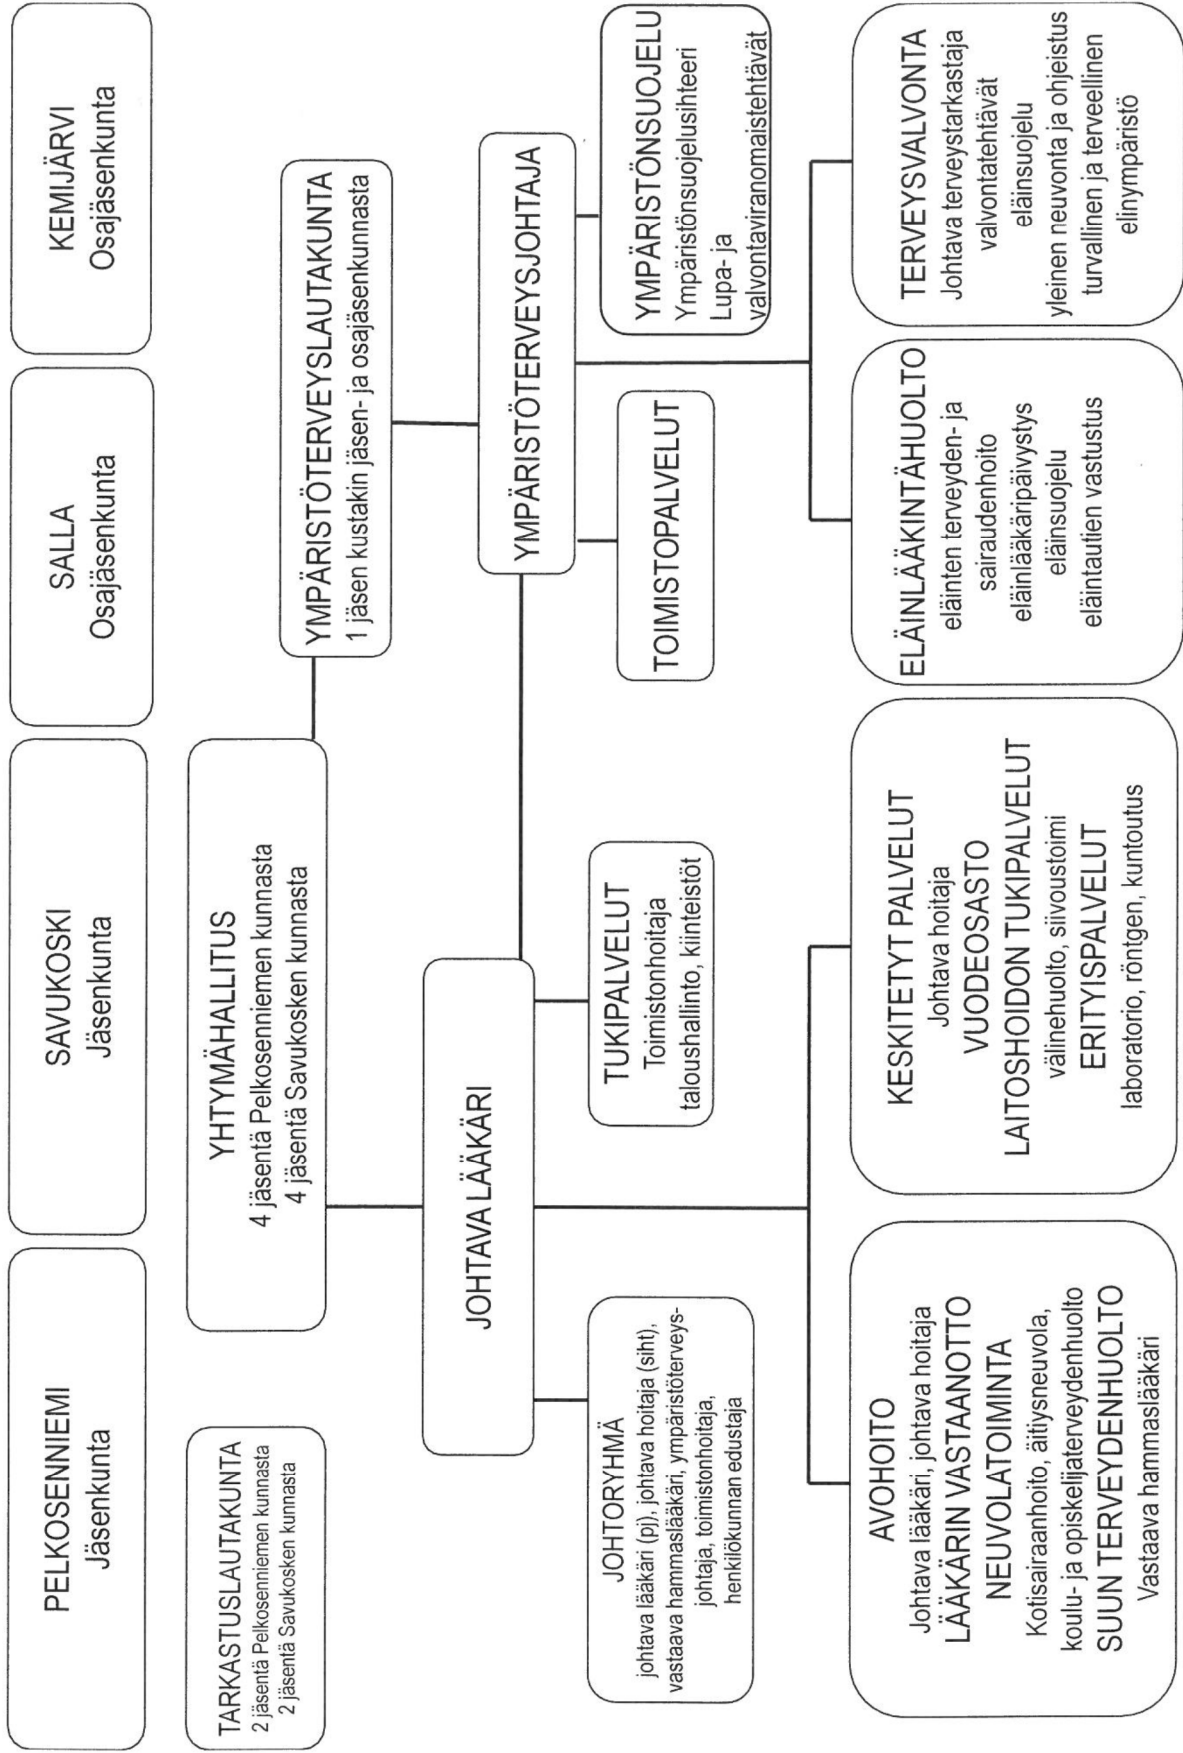 PELKOSENNIEMI
Jäsenkunta
SAVUKOSKI
Jäsenkunta
SALLA
Osajäsenkunta
KEMIJÄRVI
Osajäsenkunta
TARKASTUSLAUTAKUNTA
2 jäsentä Pelkosenniemen kunnasta
2 jäsentä Savukosken kunnasta
YHTYMÄHALLITUS
4 jäsentä Pelkosenniemen kunnasta
4 jäsentä Savukosken kunnasta
YMPÄRISTÖTERVEYSLAUTAKUNTA
1 jäsen kustakin jäsen- ja osajäsenkunnasta
JOHTAVA LÄÄKÄRI
YMPÄRISTÖTERVEYSJOHTAJA
JOHTORYHMÄ
johtava lääkäri (pj), johtava hoitaja (siht),
vastaava hammaslääkäri, ympäristöterveys-
johtaja, toimistonhoitaja,
henkilökunnan edustaja
TUKIPALVELUT
Toimistonhoitaja
taloushallinto, kiinteistöt
TOIMISTOPALVELUT
YMPÄRISTÖNSUOJELU
Ympäristönsuojelusihteeri
Lupa- ja
valvontaviranomaistehtävät
AVOHOITO
Johtava lääkäri, johtava hoitaja
LÄÄKÄRIN VASTAANOTTO
NEUVOLATOIMINTA
Kotisairaanhoito, äitiysneuvola,
koulu- ja opiskelijaterveydenhuolto
SUUN TERVEYDENHUOLTO
Vastaava hammaslääkäri
KESKITETYT PALVELUT
Johtava hoitaja
VUODEOSASTO
LAITOSHOIDON TUKIPALVELUT
välinehuolto, siivoustoimi
ERITYISPALVELUT
laboratorio, röntgen, kuntoutus
ELÄINLÄÄKINTÄHUOLTO
eläinten terveyden- ja
sairaudenhoito
eläinlääkäripäivystys
eläinsuojelu
eläintautien vastustus
TERVEYSVALVONTA
Johtava terveystarkastaja
valvontatehtävät
eläinsuojelu
yleinen neuvonta ja ohjeistus
turvallinen ja terveellinen
elinympäristö